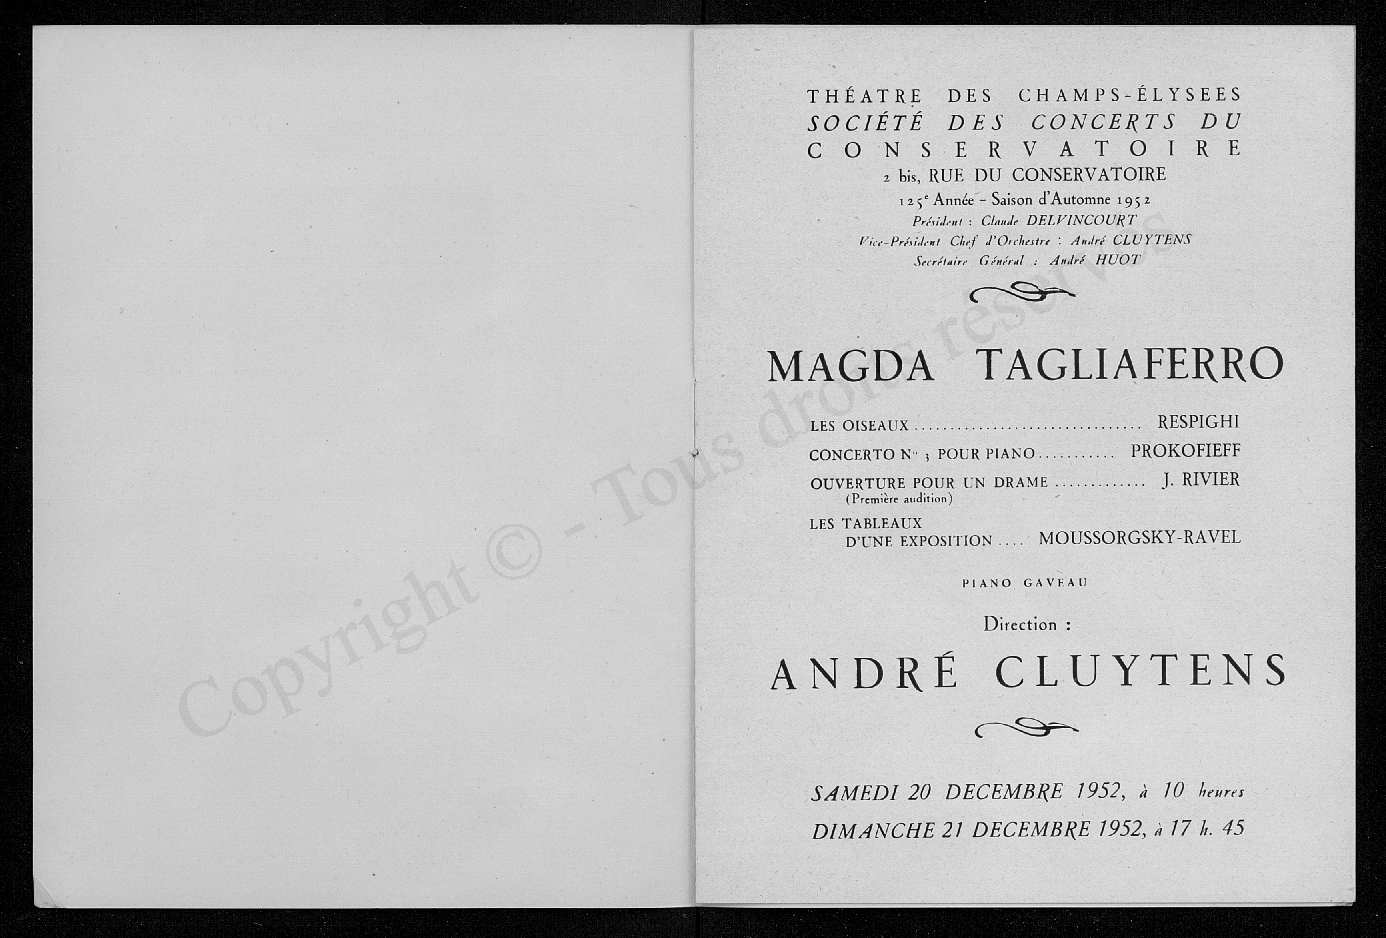 THÉATRE DES CHAMPS-ÉLYSEES
SOCIÉTÉ DES CONCERTS DU
CONSERVATOIRE
2 bis, RUE DU CONSERVATOIRE
125e Année - Saison d'Automne 1952
Président : Claude DELVINCOURT
Vice-Président Chef d'Orchestre : André CLUYTENS
Secrétaire Général : André HUOT
MAGDA TAGLIAFERRO
LES OISEAUX ................................ RESPIGHI
CONCERTO No 3 POUR PIANO........... PROKOFIEFF
OUVERTURE POUR UN DRAME ............. J. RIVIER
(Première audition)
LES TABLEAUX
D'UNE EXPOSITION .... MOUSSORGSKY-RAVEL
PIANO GAVEAU
Direction :
ANDRÉ CLUYTENS
SAMEDI 20 DECEMBRE 1952, à 10 heures
DIMANCHE 21 DECEMBRE 1952, à 17 h. 45
Copyright © - Tous droits réservés